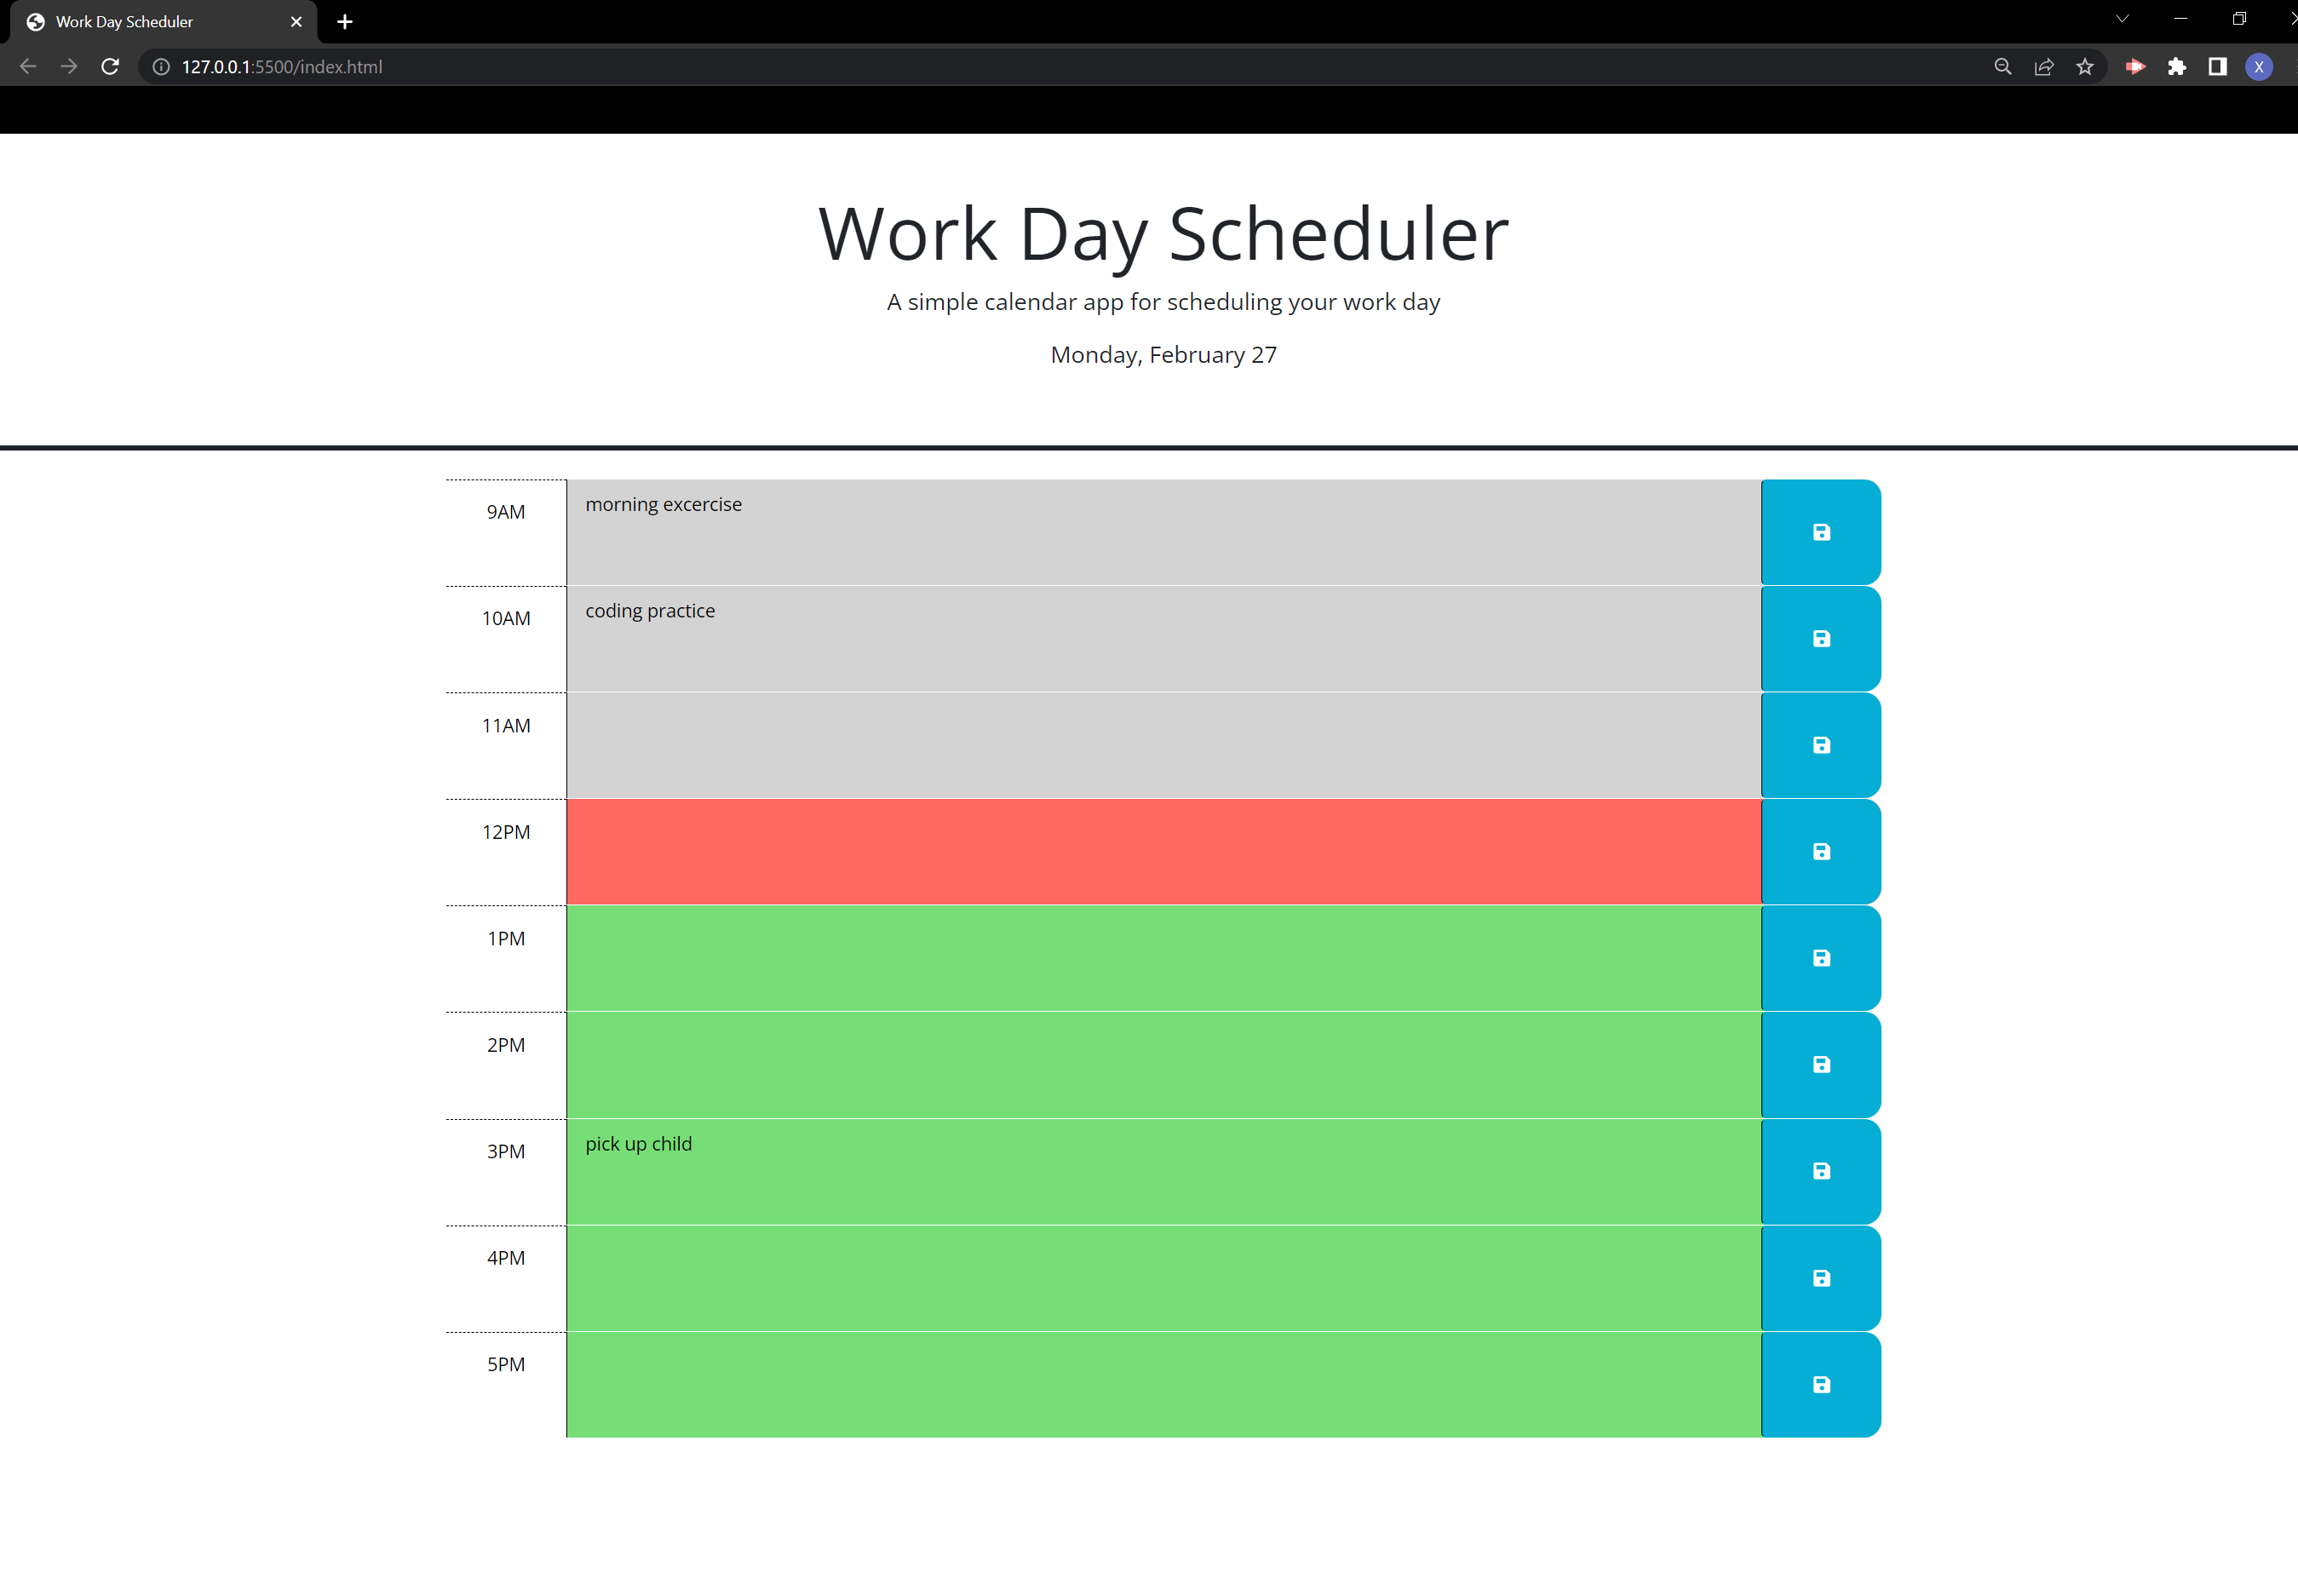 Work Day Scheduler
127.0.0.1:5500/index.html
X
Work Day Scheduler
A simple calendar app for scheduling your work day
Monday, February 27
9AM morning excercise
10AM coding practice
11AM
12PM
1PM
2PM
3PM pick up child
4PM
5PM